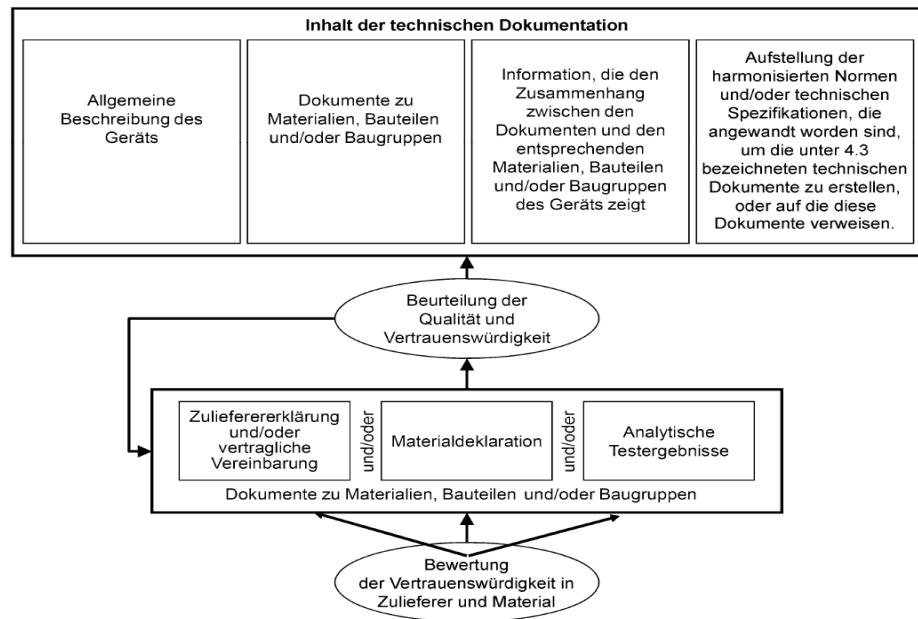 Inhalt der technischen Dokumentation
Allgemeine
Beschreibung des
Geräts
Dokumente zu
Materialien, Bauteilen
und/oder Baugruppen
Information, die den
Zusammenhang
zwischen den
Dokumenten und den
entsprechenden
Materialien, Bauteilen
und/oder Baugruppen
des Geräts zeigt
Aufstellung der
harmonisierten Normen
und/oder technischen
Spezifikationen, die
angewandt worden sind,
um die unter 4.3
bezeichneten technischen
Dokumente zu erstellen,
oder auf die diese
Dokumente verweisen.
Beurteilung der
Qualität und
Vertrauenswürdigkeit
Zulieferererklärung
und/oder
vertragliche
Vereinbarung
und/oder
Materialdeklaration
und/oder
Analytische
Testergebnisse
Dokumente zu Materialien, Bauteilen und/oder Baugruppen
Bewertung
der Vertrauenswürdigkeit in
Zulieferer und Material